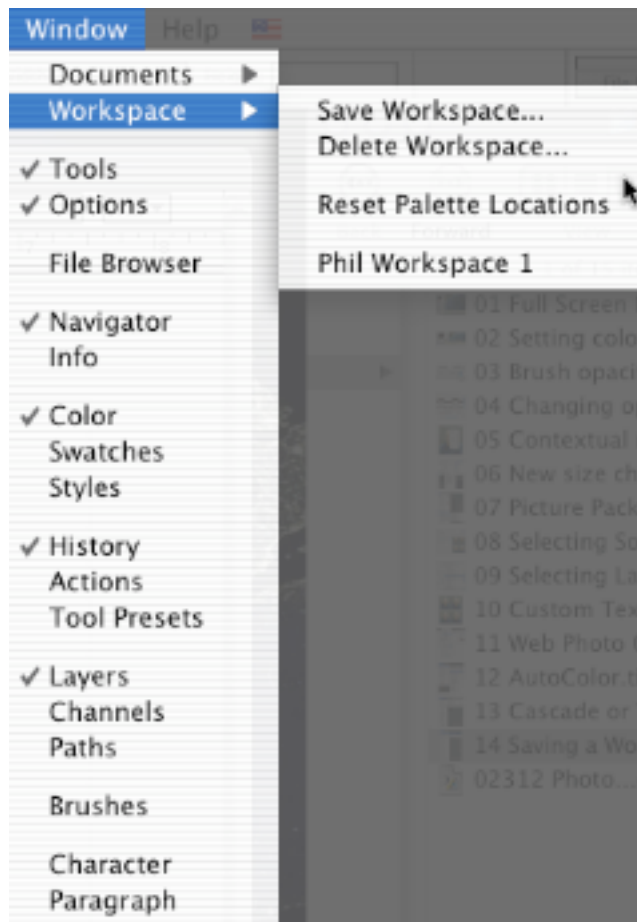 Window Help
Documents
Workspace
Save Workspace...
Delete Workspace...
Tools
Options
Reset Palette Locations
File Browser
Phil Workspace 1
Navigator
Info
Color
Swatches
Styles
History
Actions
Tool Presets
Layers
Channels
Paths
Brushes
Character
Paragraph
Forward
01 Full Screen
02 Setting colo
03 Brush opaci
04 Changing op
05 Contextual
06 New size ch
07 Picture Pack
08 Selecting So
09 Selecting La
10 Custom Tex
11 Web Photo
12 AutoColor.t
13 Cascade or
14 Saving a Wo
02312 Photo...